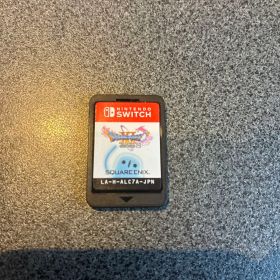 NINTENDO
SWITCH
SQUARE ENIX
LA-H-ALC7A-JPN